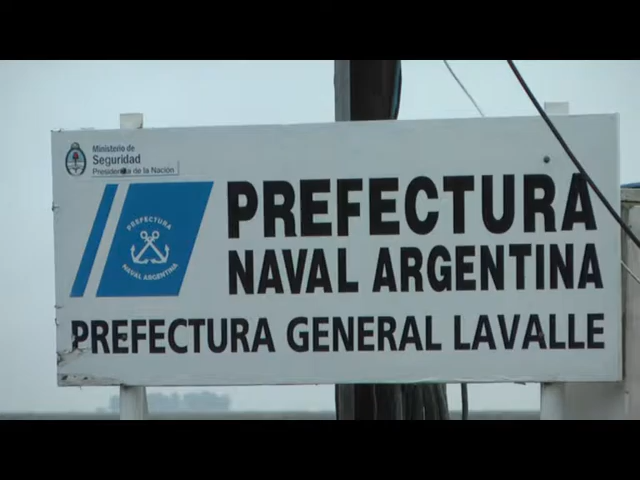 Ministerio de
Seguridad
Presidencia de la Nación
PREFECTURA
NAVAL ARGENTINA
PREFECTURA
NAVAL ARGENTINA
PREFECTURA GENERAL LAVALLE